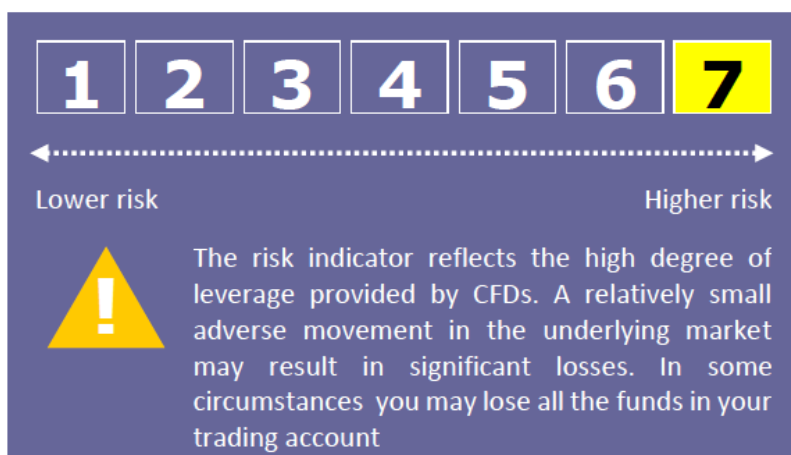 1 2 3 4 5 6 7
Lower risk Higher risk
!
The risk indicator reflects the high degree of
leverage provided by CFDs. A relatively small
adverse movement in the underlying market
may result in significant losses. In some
circumstances you may lose all the funds in your
trading account